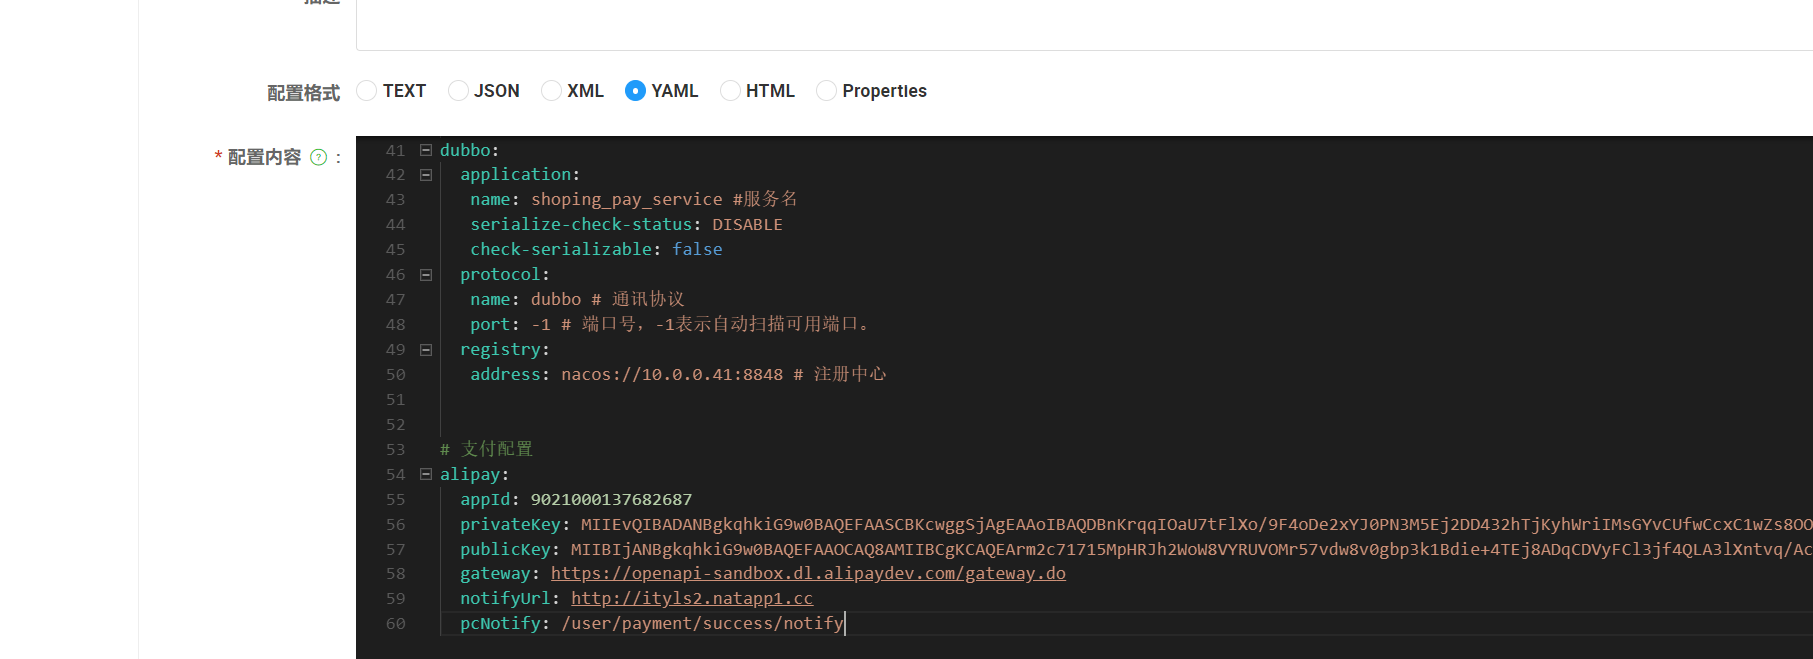 配置格式 TEXT JSON XML YAML HTML Properties
* 配置内容 ? :
41 dubbo:
42 application:
43 name: shoping_pay_service #服务名
44 serialize-check-status: DISABLE
45 check-serializable: false
46 protocol:
47 name: dubbo # 通讯协议
48 port: -1 # 端口号，-1表示自动扫描可用端口。
49 registry:
50 address: nacos://10.0.0.41:8848 # 注册中心
51
52
53 # 支付配置
54 alipay:
55 appId: 9021000137682687
56 privateKey: MIIEvQIBADANBgkqhkiG9w0BAQEFAASCBKcwggSjAgEAAoIBAQDBnKrqqIOaU7tFlXo/9F4oDe2xYJ0PN3M5Ej2DD432hTjKyhWriIMsGYvCUfwCcxC1wZs8OO
57 publicKey: MIIBIjANBgkqhkiG9w0BAQEFAAOCAQ8AMIIBCgKCAQEArm2c71715MpHRJh2WoW8VYRUVOMr57vdw8v0gbp3k1Bdie+4TEj8ADqCDVyFCl3jf4QLA3lXntvq/Ac
58 gateway: https://openapi-sandbox.dl.alipaydev.com/gateway.do
59 notifyUrl: http://ityls2.natapp1.cc
60 pcNotify: /user/payment/success/notify